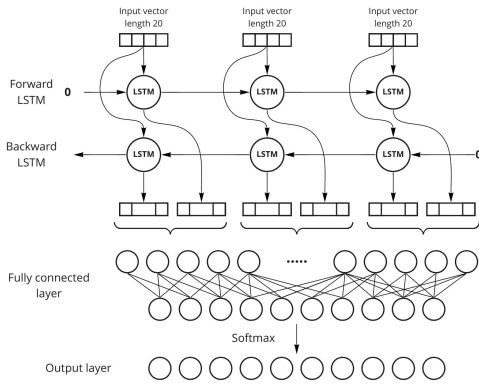 Input vector
length 20
Input vector
length 20
Input vector
length 20
Forward
LSTM
0
LSTM
LSTM
LSTM
Backward
LSTM
LSTM
LSTM
LSTM
0
.....
Fully connected
layer
Softmax
Output layer